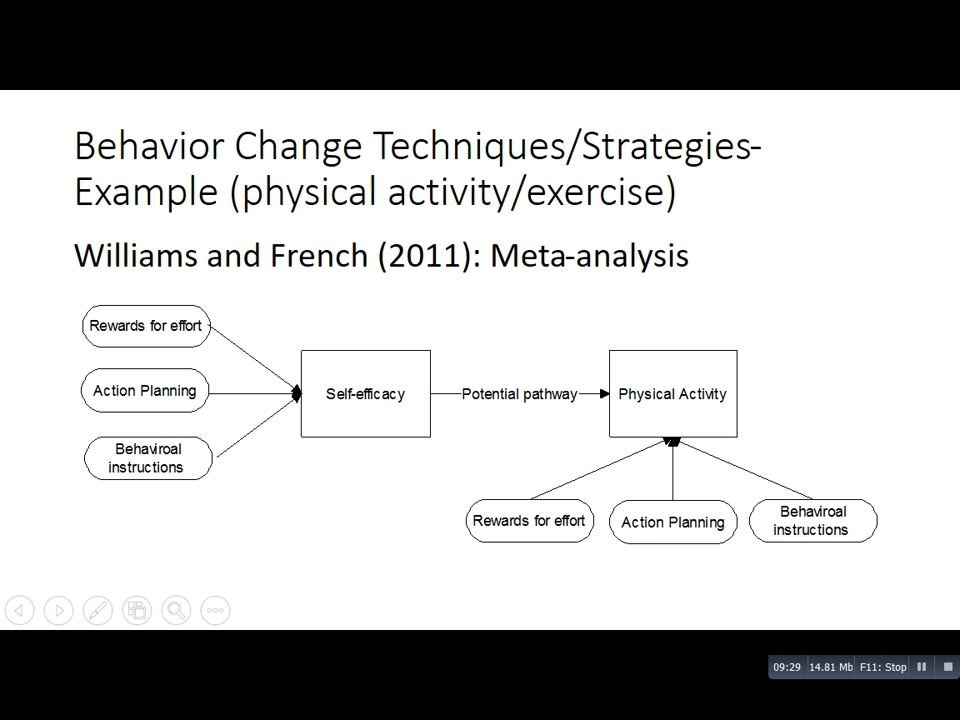 Behavior Change Techniques/Strategies-
Example (physical activity/exercise)
Williams and French (2011): Meta-analysis
Rewards for effort
Action Planning
Behaviroal
instructions
Self-efficacy
Potential pathway
Physical Activity
Rewards for effort
Action Planning
Behaviroal
instructions
09:29 14.81 Mb F11: Stop